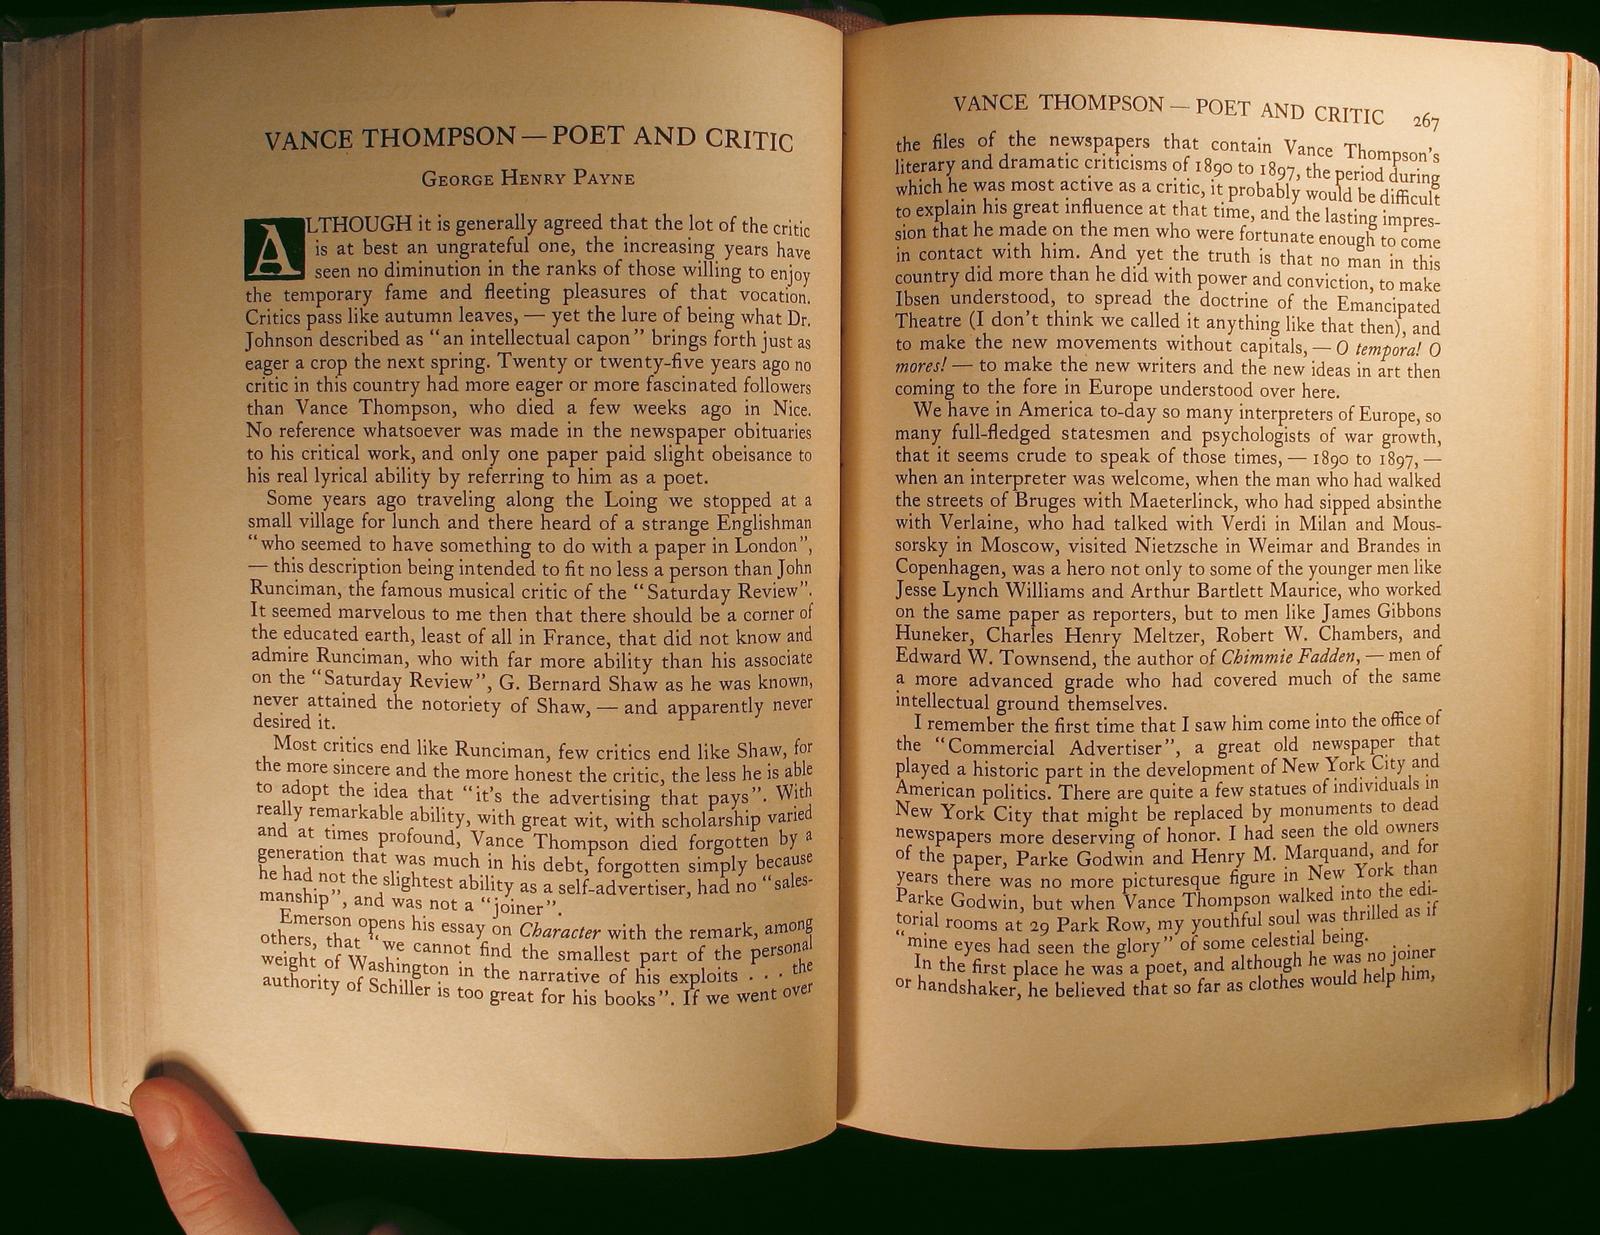 VANCE THOMPSON — POET AND CRITIC
GEORGE HENRY PAYNE
ALTHOUGH it is generally agreed that the lot of the critic
is at best an ungrateful one, the increasing years have
seen no diminution in the ranks of those willing to enjoy
the temporary fame and fleeting pleasures of that vocation.
Critics pass like autumn leaves, — yet the lure of being what Dr.
Johnson described as "an intellectual capon" brings forth just as
eager a crop the next spring. Twenty or twenty-five years ago no
critic in this country had more eager or more fascinated followers
than Vance Thompson, who died a few weeks ago in Nice.
No reference whatsoever was made in the newspaper obituaries
to his critical work, and only one paper paid slight obeisance to
his real lyrical ability by referring to him as a poet.
Some years ago traveling along the Loing we stopped at a
small village for lunch and there heard of a strange Englishman
"who seemed to have something to do with a paper in London",
— this description being intended to fit no less a person than John
Runciman, the famous musical critic of the "Saturday Review".
It seemed marvelous to me then that there should be a corner of
the educated earth, least of all in France, that did not know and
admire Runciman, who with far more ability than his associate
on the "Saturday Review", G. Bernard Shaw as he was known,
never attained the notoriety of Shaw, — and apparently never
desired it.
Most critics end like Runciman, few critics end like Shaw, for
the more sincere and the more honest the critic, the less he is able
to adopt the idea that "it's the advertising that pays". With
really remarkable ability, with great wit, with scholarship varied
and at times profound, Vance Thompson died forgotten by a
generation that was much in his debt, forgotten simply because
he had not the slightest ability as a self-advertiser, had no "sales-
manship", and was not a "joiner".
Emerson opens his essay on Character with the remark, among
others, that "we cannot find the smallest part of the personal
weight of Washington in the narrative of his exploits . . . the
authority of Schiller is too great for his books". If we went over
VANCE THOMPSON — POET AND CRITIC 267
the files of the newspapers that contain Vance Thompson's
literary and dramatic criticisms of 1890 to 1897, the period during
which he was most active as a critic, it probably would be difficult
to explain his great influence at that time, and the lasting impres-
sion that he made on the men who were fortunate enough to come
in contact with him. And yet the truth is that no man in this
country did more than he did with power and conviction, to make
Ibsen understood, to spread the doctrine of the Emancipated
Theatre (I don't think we called it anything like that then), and
to make the new movements without capitals, — O tempora! O
mores! — to make the new writers and the new ideas in art then
coming to the fore in Europe understood over here.
We have in America to-day so many interpreters of Europe, so
many full-fledged statesmen and psychologists of war growth,
that it seems crude to speak of those times, — 1890 to 1897, —
when an interpreter was welcome, when the man who had walked
the streets of Bruges with Maeterlinck, who had sipped absinthe
with Verlaine, who had talked with Verdi in Milan and Mous-
sorsky in Moscow, visited Nietzsche in Weimar and Brandes in
Copenhagen, was a hero not only to some of the younger men like
Jesse Lynch Williams and Arthur Bartlett Maurice, who worked
on the same paper as reporters, but to men like James Gibbons
Huneker, Charles Henry Meltzer, Robert W. Chambers, and
Edward W. Townsend, the author of Chimmie Fadden, — men of
a more advanced grade who had covered much of the same
intellectual ground themselves.
I remember the first time that I saw him come into the office of
the "Commercial Advertiser", a great old newspaper that
played a historic part in the development of New York City and
American politics. There are quite a few statues of individuals in
New York City that might be replaced by monuments to dead
newspapers more deserving of honor. I had seen the old owners
of the paper, Parke Godwin and Henry M. Marquand, and for
years there was no more picturesque figure in New York than
Parke Godwin, but when Vance Thompson walked into the edi-
torial rooms at 29 Park Row, my youthful soul was thrilled as if
"mine eyes had seen the glory" of some celestial being.
In the first place he was a poet, and although he was no joiner
or handshaker, he believed that so far as clothes would help him,